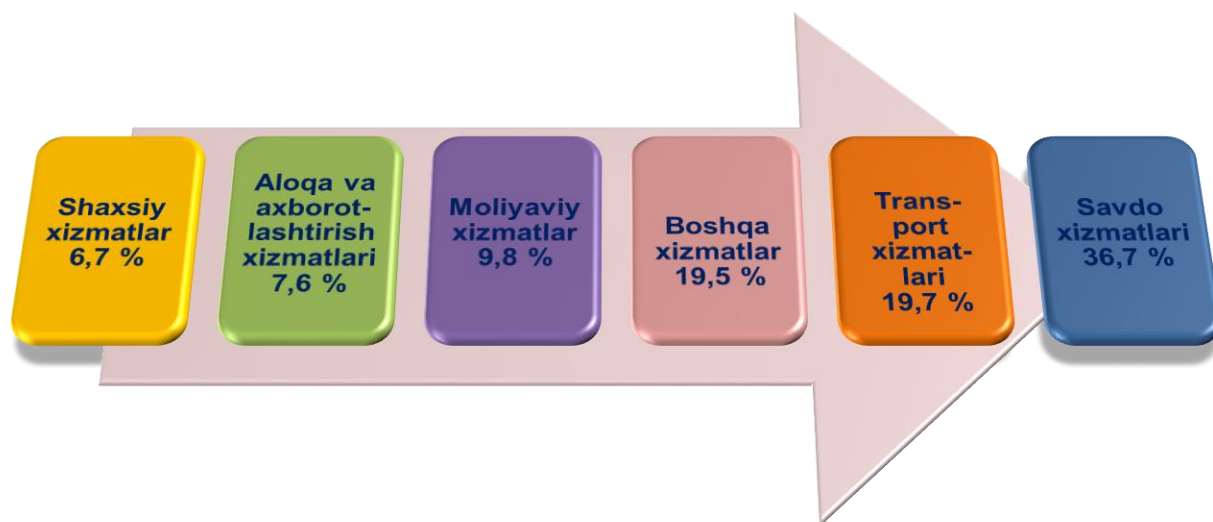 Shaxsiy
xizmatlar
6,7 %
Aloqa va
axborot-
lashtirish
xizmatlari
7,6 %
Moliyaviy
xizmatlar
9,8 %
Boshqa
xizmatlar
19,5 %
Trans-
port
xizmat-
lari
19,7 %
Savdo
xizmatlari
36,7 %